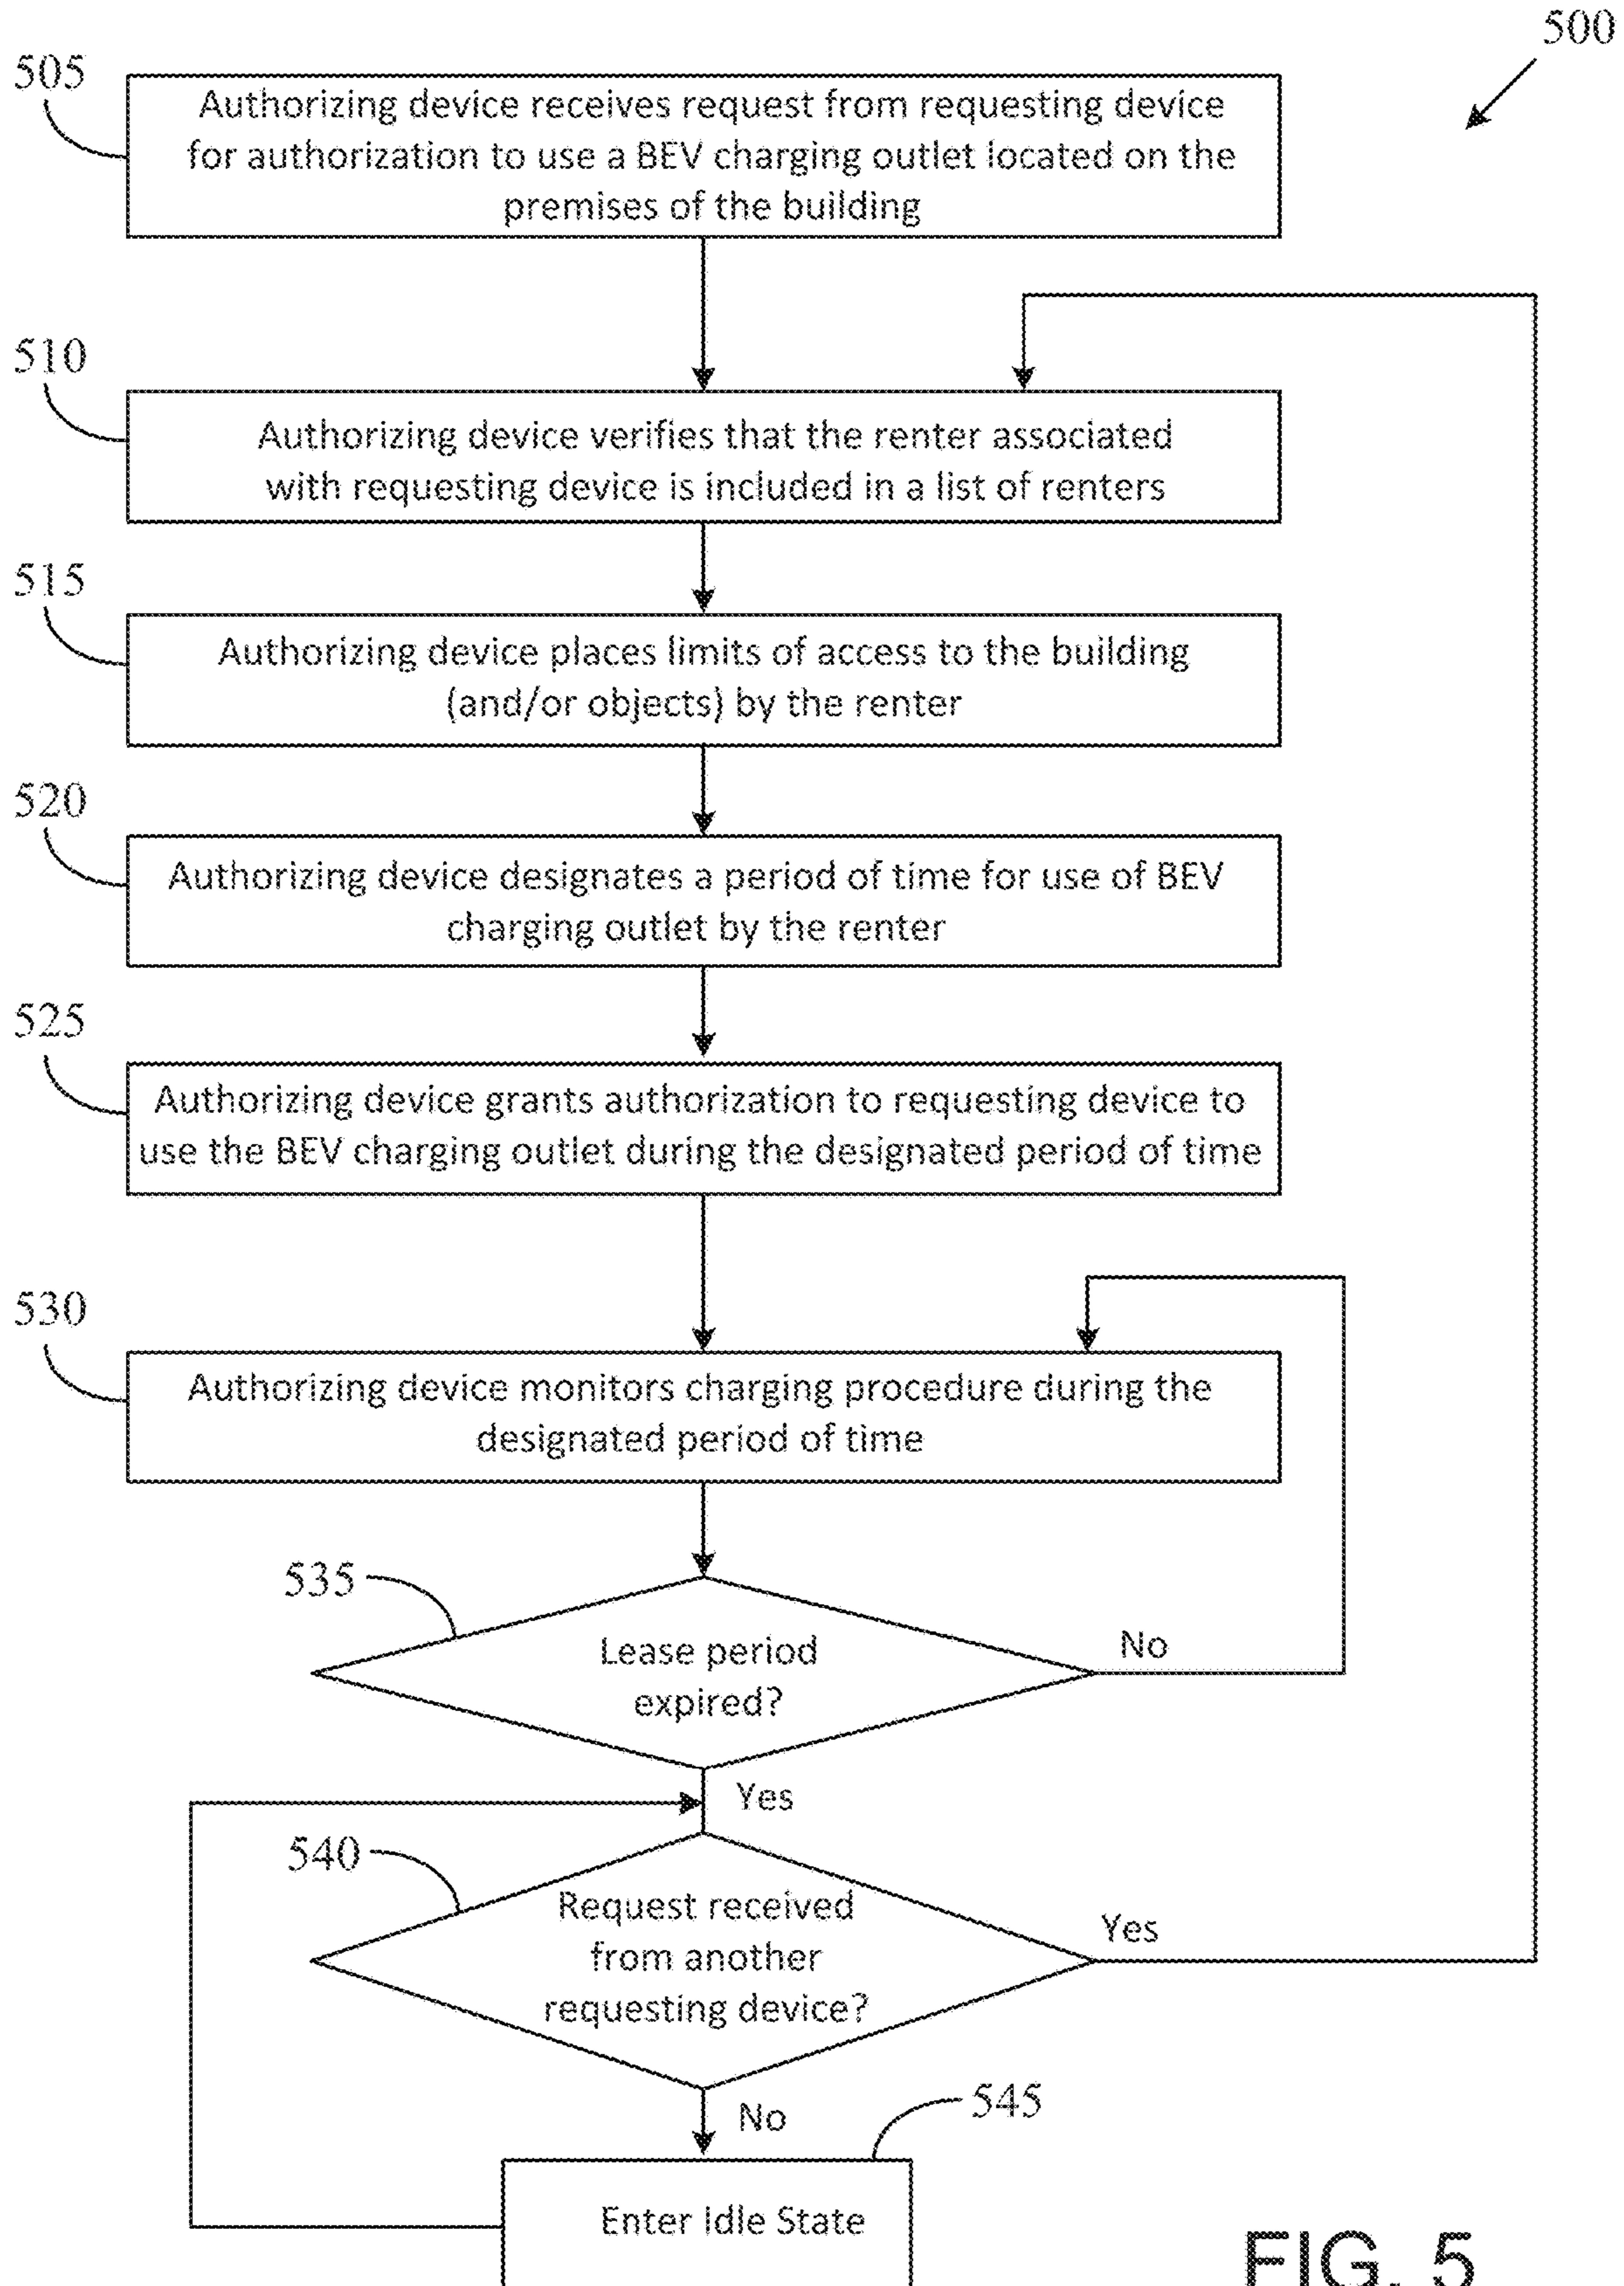 500
505
Authorizing device receives request from requesting device
for authorization to use a BEV charging outlet located on the
premises of the building
510
Authorizing device verifies that the renter associated
with requesting device is included in a list of renters
515
Authorizing device places limits of access to the building
(and/or objects) by the renter
520
Authorizing device designates a period of time for use of BEV
charging outlet by the renter
525
Authorizing device grants authorization to requesting device to
use the BEV charging outlet during the designated period of time
530
Authorizing device monitors charging procedure during the
designated period of time
535
Lease period
expired?
No
Yes
540
Request received
from another
requesting device?
Yes
No
545
Enter Idle State
FIG. 5